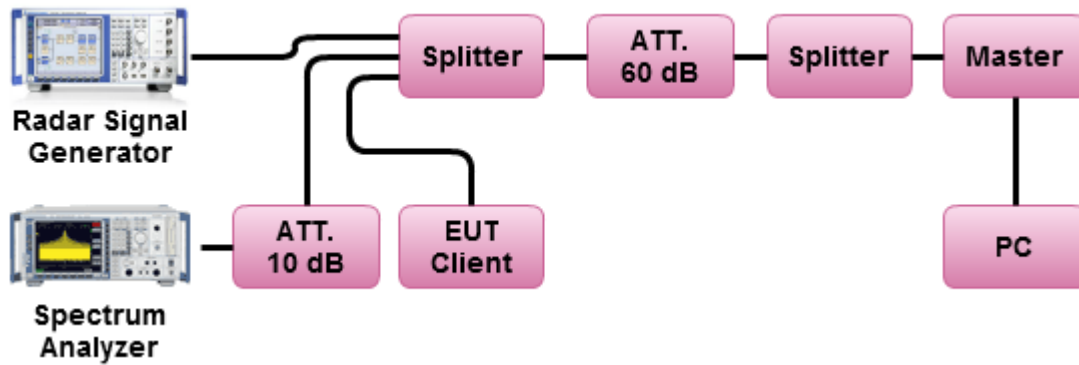 Radar Signal
Generator
Splitter
ATT.
60 dB
Splitter
Master
Spectrum
Analyzer
ATT.
10 dB
EUT
Client
PC